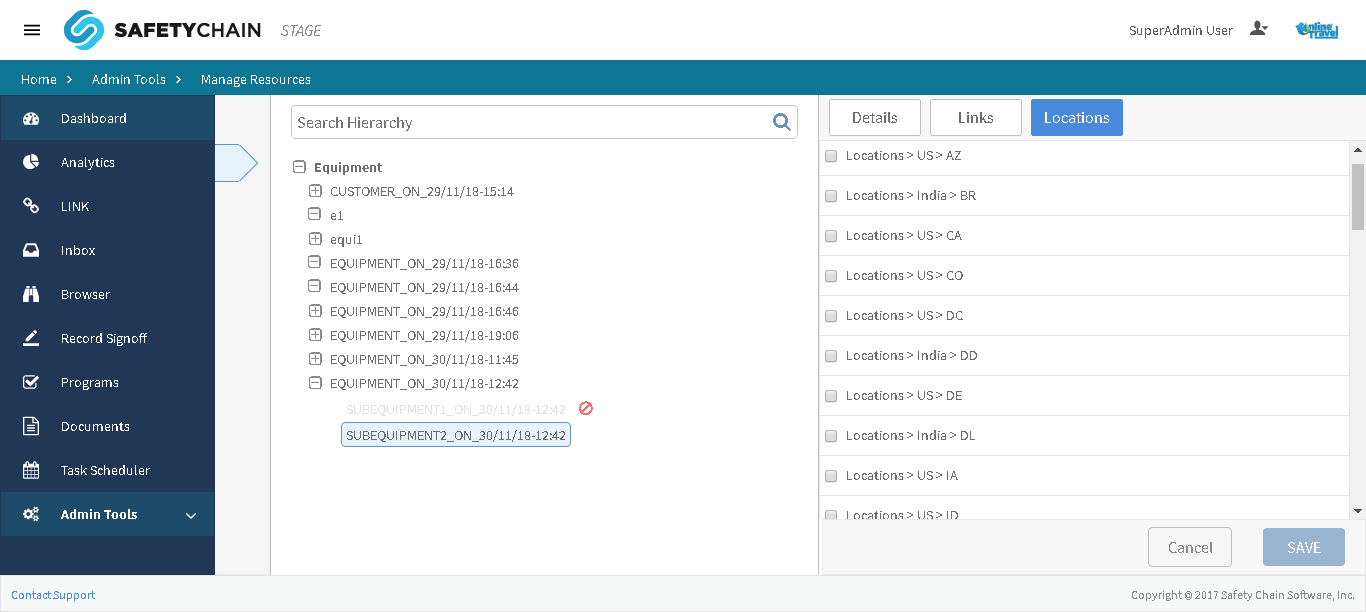 SAFETYCHAIN STAGE
SuperAdmin User
Online Travel
Home > Admin Tools > Manage Resources
Dashboard
Analytics
LINK
Inbox
Browser
Record Signoff
Programs
Documents
Task Scheduler
Admin Tools
Search Hierarchy
Equipment
CUSTOMER_ON_29/11/18-15:14
e1
equi1
EQUIPMENT_ON_29/11/18-16:36
EQUIPMENT_ON_29/11/18-16:44
EQUIPMENT_ON_29/11/18-16:46
EQUIPMENT_ON_29/11/18-19:06
EQUIPMENT_ON_30/11/18-11:45
EQUIPMENT_ON_30/11/18-12:42
SUBEQUIPMENT1_ON_30/11/18-12:42
SUBEQUIPMENT2_ON_30/11/18-12:42
Details
Links
Locations
Locations > US > AZ
Locations > India > BR
Locations > US > CA
Locations > US > CO
Locations > US > DC
Locations > India > DD
Locations > US > DE
Locations > India > DL
Locations > US > IA
Locations > US > ID
Cancel
SAVE
Contact Support
Copyright © 2017 Safety Chain Software, Inc.